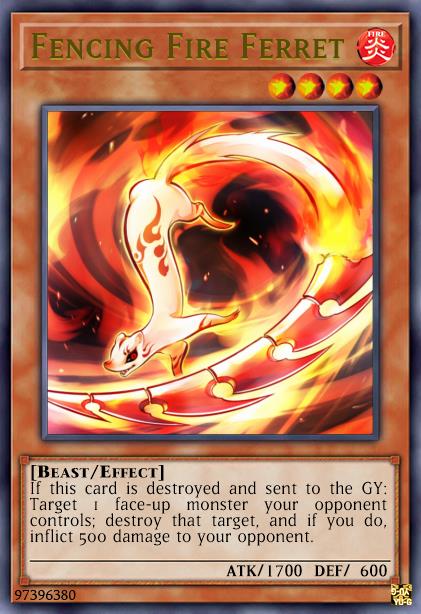 Fencing Fire Ferret
FIRE
炎
[Beast/Effect]
If this card is destroyed and sent to the GY:
Target 1 face-up monster your opponent
controls; destroy that target, and if you do,
inflict 500 damage to your opponent.
ATK/1700 DEF/ 600
97396380